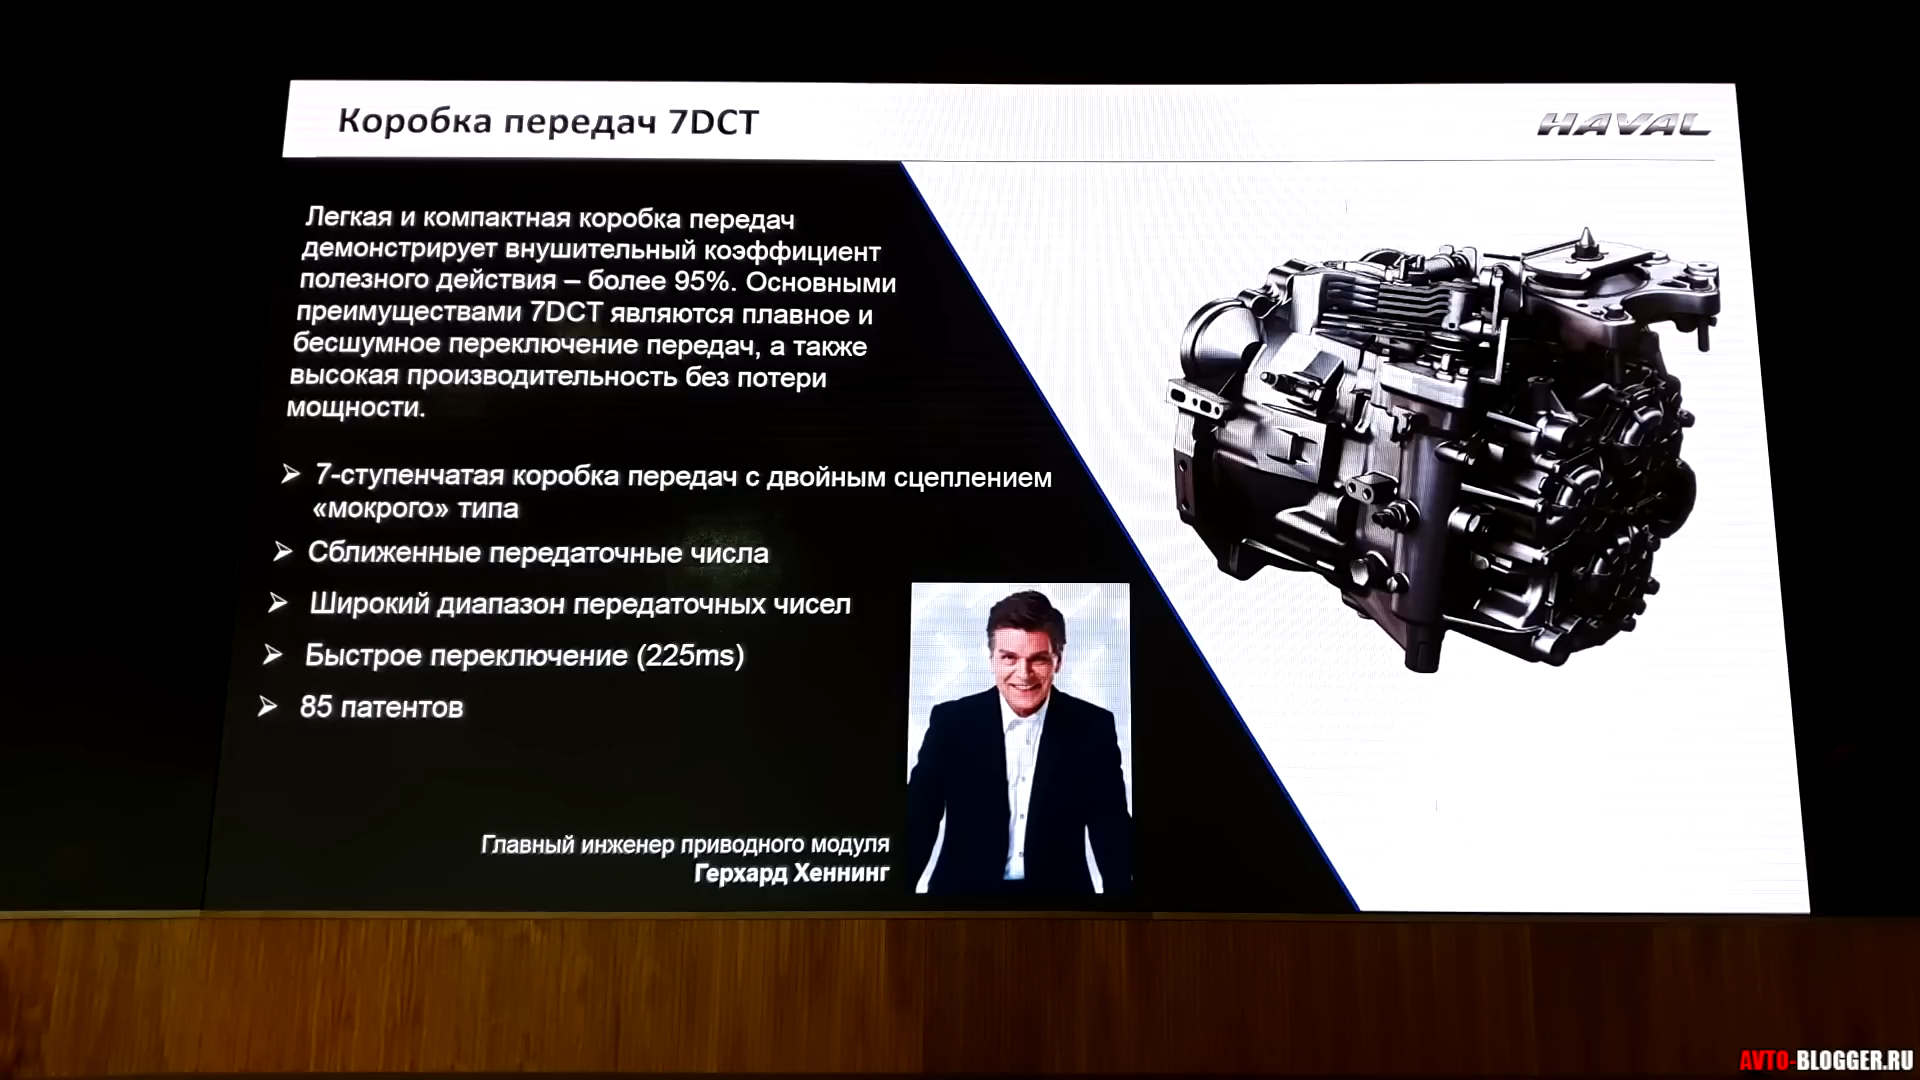 Коробка передач 7DCT
HAVAL
Легкая и компактная коробка передач
демонстрирует внушительный коэффициент
полезного действия – более 95%. Основными
преимуществами 7DCT являются плавное и
бесшумное переключение передач, а также
высокая производительность без потери
мощности.
➢ 7-ступенчатая коробка передач с двойным сцеплением
«мокрого» типа
➢ Сближенные передаточные числа
➢ Широкий диапазон передаточных чисел
➢ Быстрое переключение (225ms)
➢ 85 патентов
Главный инженер приводного модуля
Герхард Хеннинг
AVTO-BLOGGER.RU